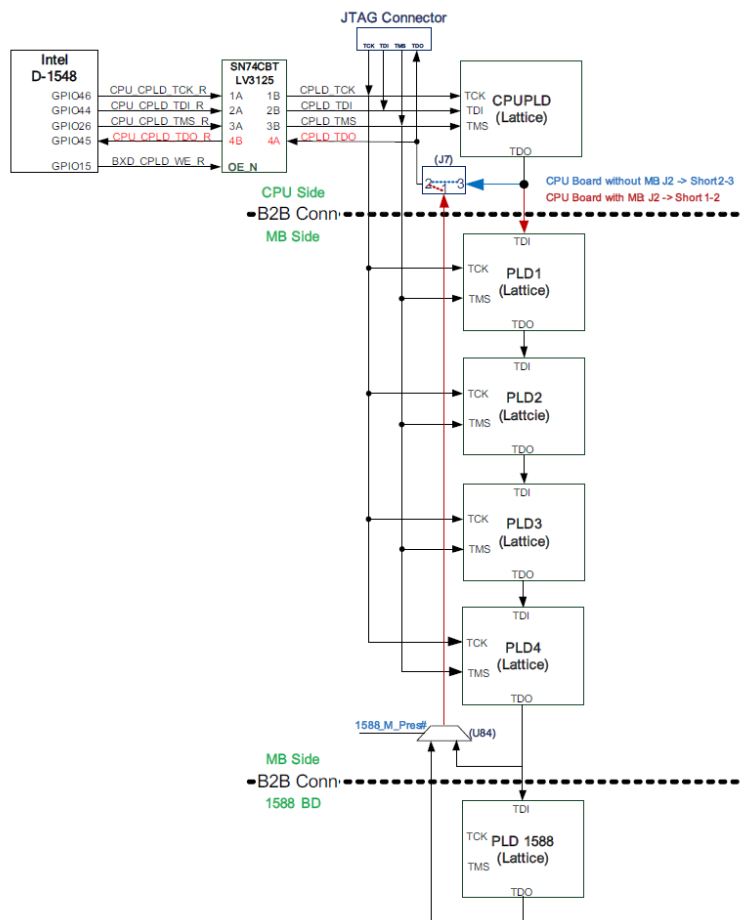 JTAG Connector
TCK TDI TMS TDO
Intel
D-1548
GPIO46
GPIO44
GPIO26
GPIO45
GPIO15
CPU_CPLD_TCK_R
CPU_CPLD_TDI_R
CPU_CPLD_TMS_R
CPU_CPLD_TDO_R
BXD_CPLD_WE_R
SN74CBT
LV3125
1A 1B
2A 2B
3A 3B
4B 4A
OE_N
CPLD_TCK
CPLD_TDI
CPLD_TMS
CPLD_TDO
TCK
TDI
TMS
CPUPLD
(Lattice)
TDO
(J7)
2 1 3
CPU Board without MB J2 -> Short 2-3
CPU Board with MB J2 -> Short 1-2
CPU Side
B2B Conn
MB Side
TDI
TCK
PLD1
(Lattice)
TMS
TDO
TDI
TCK
PLD2
(Lattcie)
TMS
TDO
TDI
TCK
PLD3
(Lattice)
TMS
TDO
TDI
TCK
PLD4
(Lattice)
TMS
TDO
1588_M_Pres#
(U84)
MB Side
B2B Conn
1588 BD
TDI
TCK
PLD 1588
(Lattice)
TMS
TDO